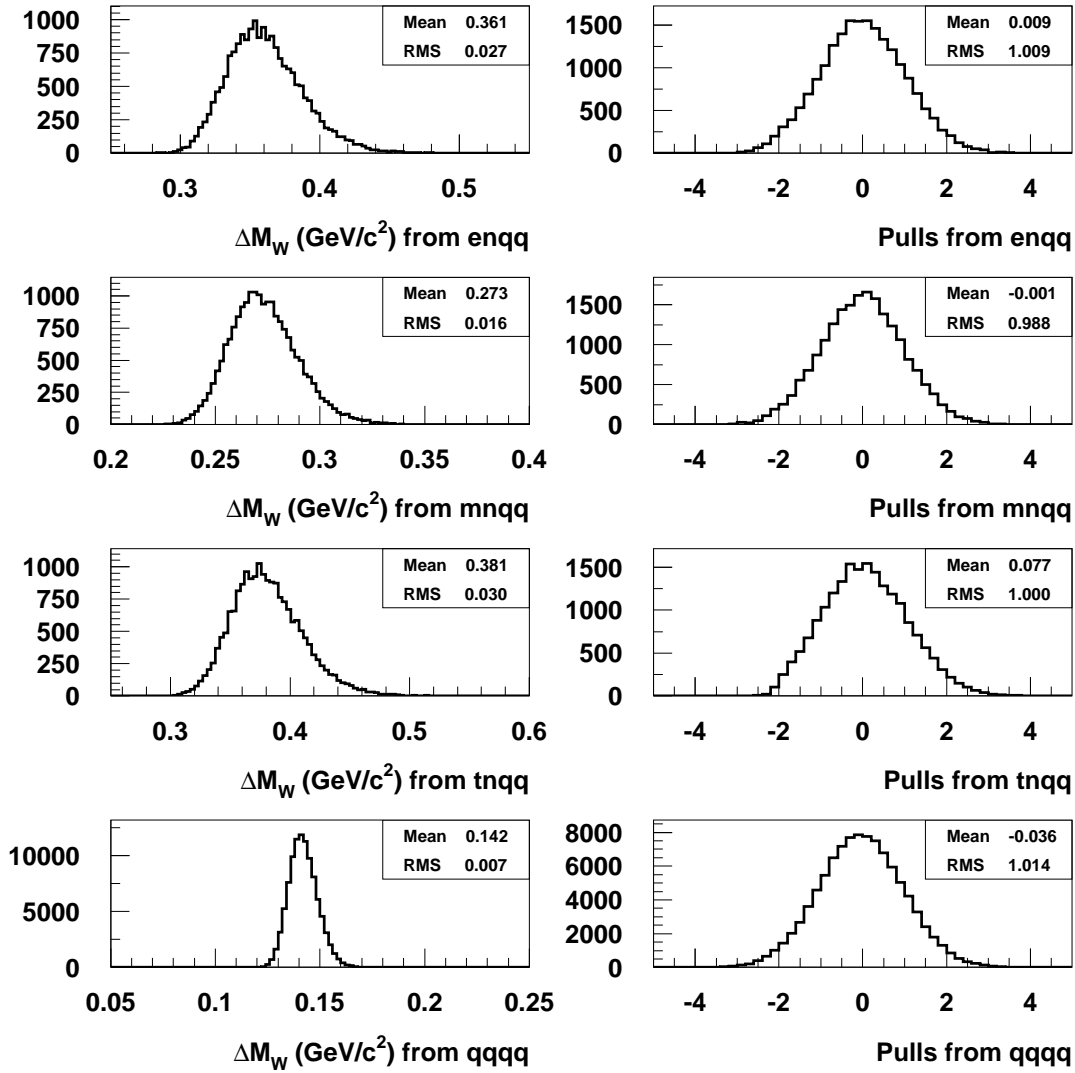 1000
750
500
250
0
0.3 0.4 0.5
Mean 0.361
RMS 0.027
ΔM_W (GeV/c²) from enqq
1500
1000
500
0
-4 -2 0 2 4
Mean 0.009
RMS 1.009
Pulls from enqq
1000
750
500
250
0
0.2 0.25 0.3 0.35 0.4
Mean 0.273
RMS 0.016
ΔM_W (GeV/c²) from mnqq
1500
1000
500
0
-4 -2 0 2 4
Mean -0.001
RMS 0.988
Pulls from mnqq
1000
750
500
250
0
0.3 0.4 0.5 0.6
Mean 0.381
RMS 0.030
ΔM_W (GeV/c²) from tnqq
1500
1000
500
0
-4 -2 0 2 4
Mean 0.077
RMS 1.000
Pulls from tnqq
10000
5000
0
0.05 0.1 0.15 0.2 0.25
Mean 0.142
RMS 0.007
ΔM_W (GeV/c²) from qqqq
8000
6000
4000
2000
0
-4 -2 0 2 4
Mean -0.036
RMS 1.014
Pulls from qqqq